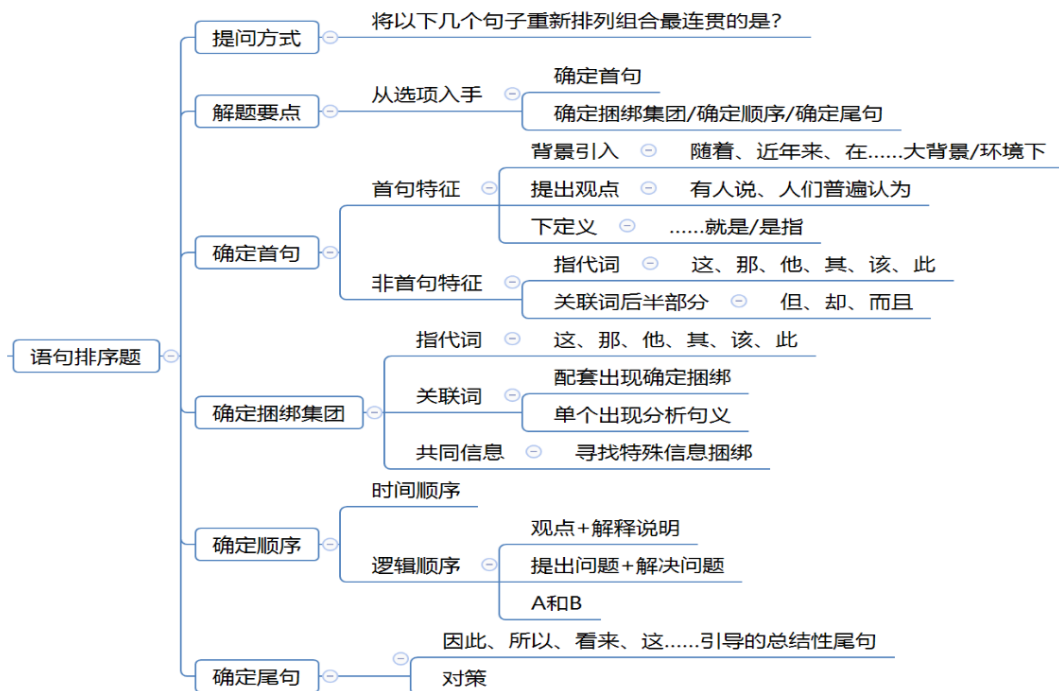 提问方式
将以下几个句子重新排列组合最连贯的是?
解题要点
从选项入手
确定首句
确定捆绑集团/确定顺序/确定尾句
确定首句
首句特征
背景引入
随着、近年来、在......大背景/环境下
提出观点
有人说、人们普遍认为
下定义
......就是/是指
非首句特征
指代词
这、那、他、其、该、此
关联词后半部分
但、却、而且
语句排序题
确定捆绑集团
指代词
这、那、他、其、该、此
关联词
配套出现确定捆绑
单个出现分析句义
共同信息
寻找特殊信息捆绑
确定顺序
时间顺序
逻辑顺序
观点+解释说明
提出问题+解决问题
A和B
确定尾句
因此、所以、看来、这......引导的总结性尾句
对策